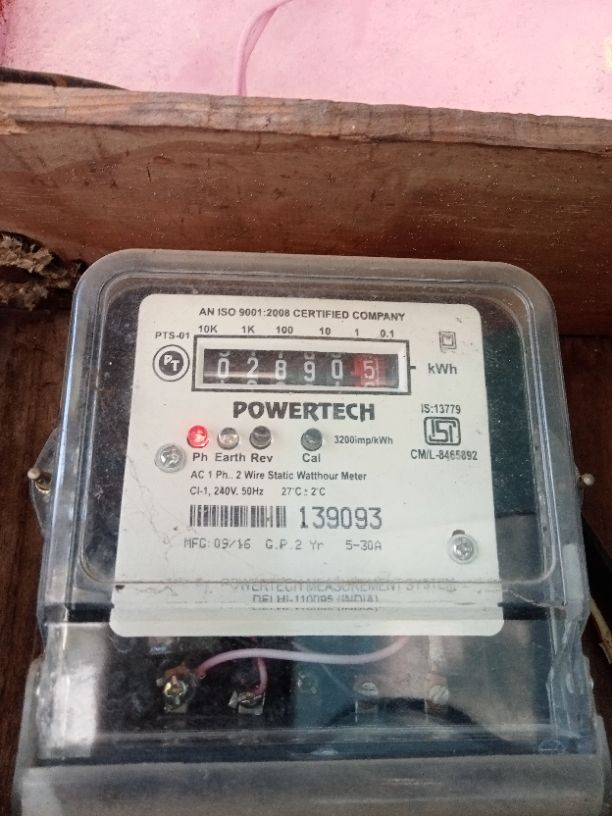 AN ISO 9001:2008 CERTIFIED COMPANY
PTS-01 10K 1K 100 10 1 0.1
PT 0 2 8 9 0 5 kWh
POWERTECH IS:13779
3200imp/kWh ISI
Ph Earth Rev Cal CM/L-8465892
AC 1 Ph.. 2 Wire Static Watthour Meter
Cl-1, 240V. 50Hz 27°C ± 2°C
139093
MFG: 09/16 G.P. 2 Yr 5-30A
POWERTECH MEASUREMENT SYSTEM
DELHI-110095 (INDIA)